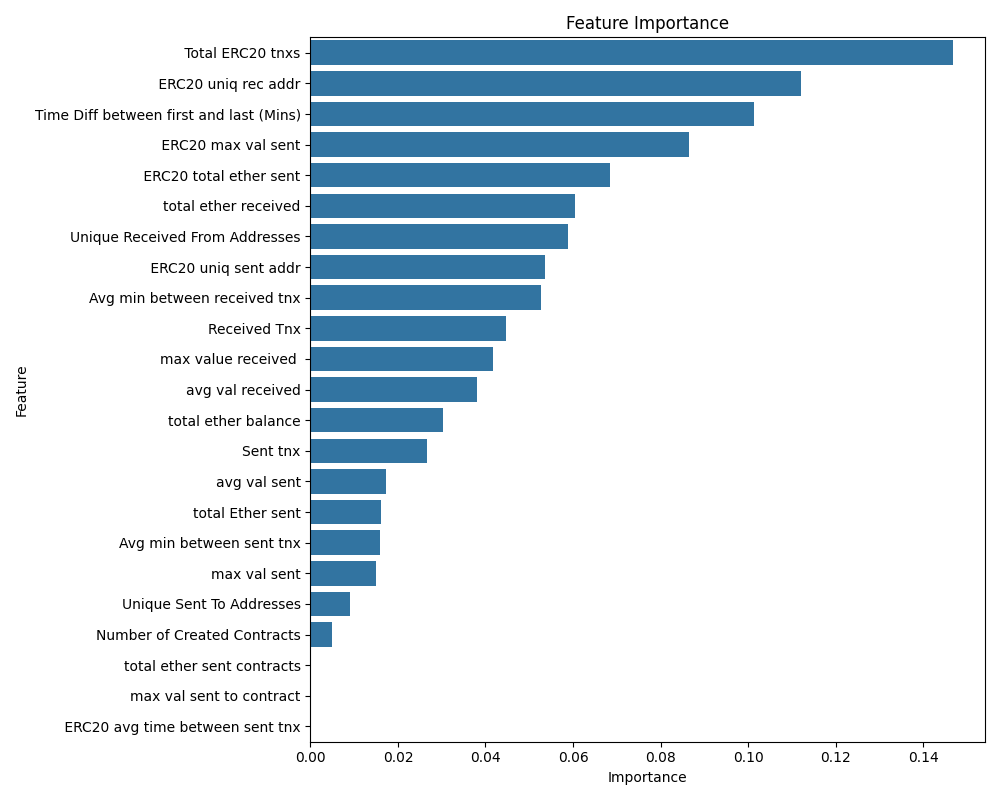 Feature Importance
Total ERC20 tnxs
ERC20 uniq rec addr
Time Diff between first and last (Mins)
ERC20 max val sent
ERC20 total ether sent
total ether received
Unique Received From Addresses
ERC20 uniq sent addr
Avg min between received tnx
Received Tnx
max value received
avg val received
total ether balance
Sent tnx
avg val sent
total Ether sent
Avg min between sent tnx
max val sent
Unique Sent To Addresses
Number of Created Contracts
total ether sent contracts
max val sent to contract
ERC20 avg time between sent tnx
Feature
0.00 0.02 0.04 0.06 0.08 0.10 0.12 0.14
Importance